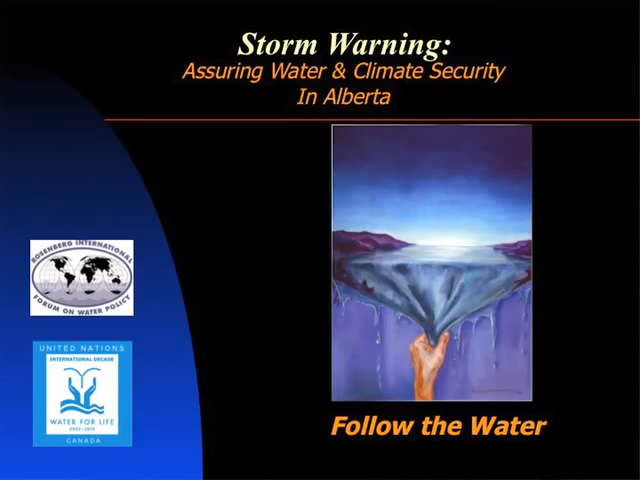 Storm Warning:
Assuring Water & Climate Security
In Alberta
ROSENBERG INTERNATIONAL
FORUM ON WATER POLICY
UNITED NATIONS
INTERNATIONAL DECADE
WATER FOR LIFE
2005-2015
CANADA
Follow the Water